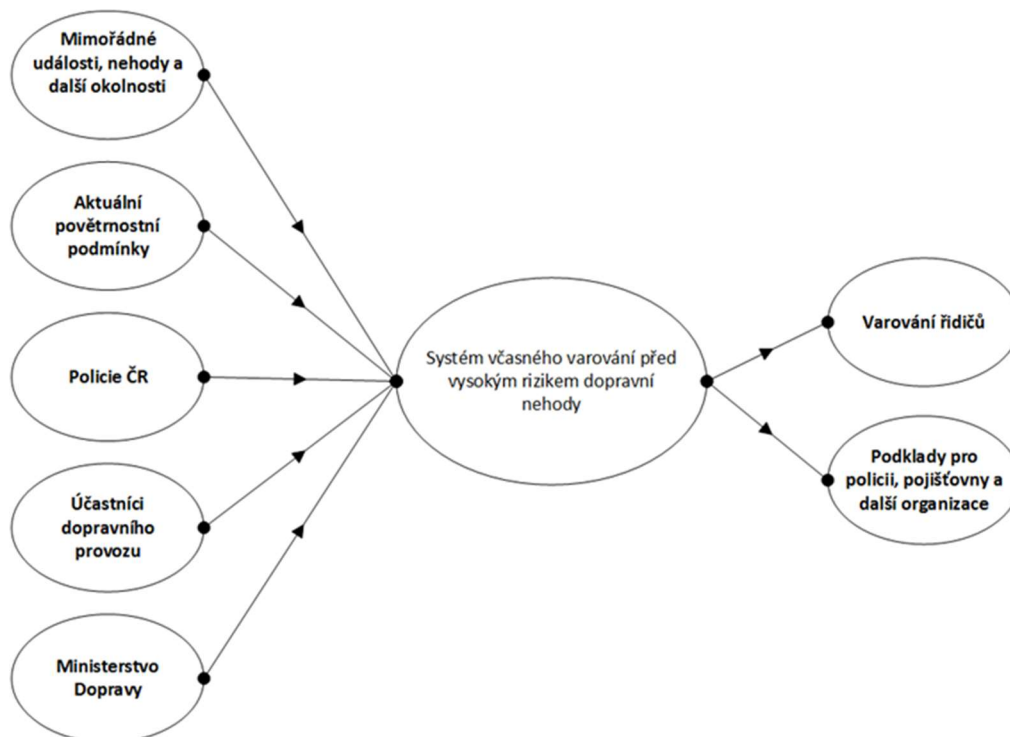 Mimořádné
události, nehody a
další okolnosti
Aktuální
povětrnostní
podmínky
Policie ČR
Účastníci
dopravního
provozu
Ministerstvo
Dopravy
Systém včasného varování před
vysokým rizikem dopravní
nehody
Varování řidičů
Podklady pro
policii, pojišťovny a
další organizace